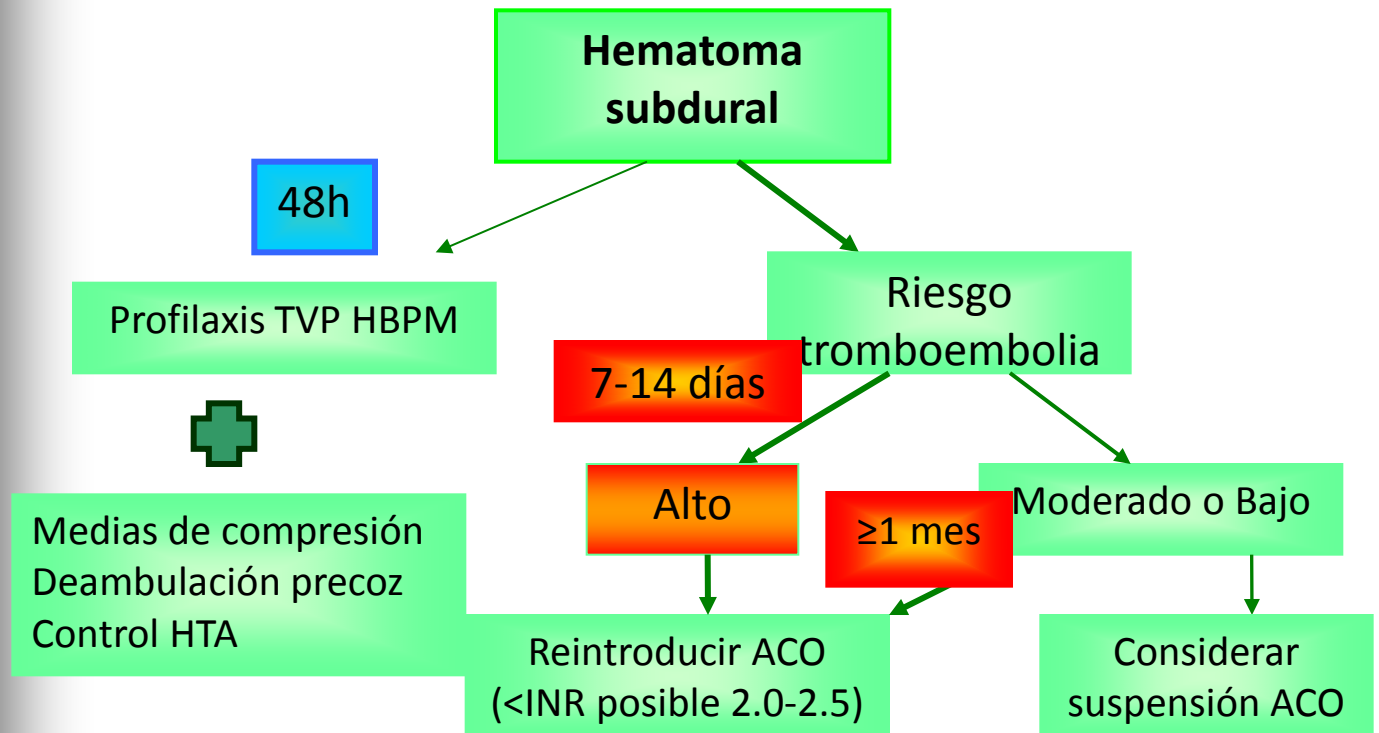 Hematoma
subdural
48h
Profilaxis TVP HBPM
Riesgo
tromboembolia
7-14 días
Medias de compresión
Deambulación precoz
Control HTA
Alto
≥1 mes
Moderado o Bajo
Reintroducir ACO
(<INR posible 2.0-2.5)
Considerar
suspensión ACO